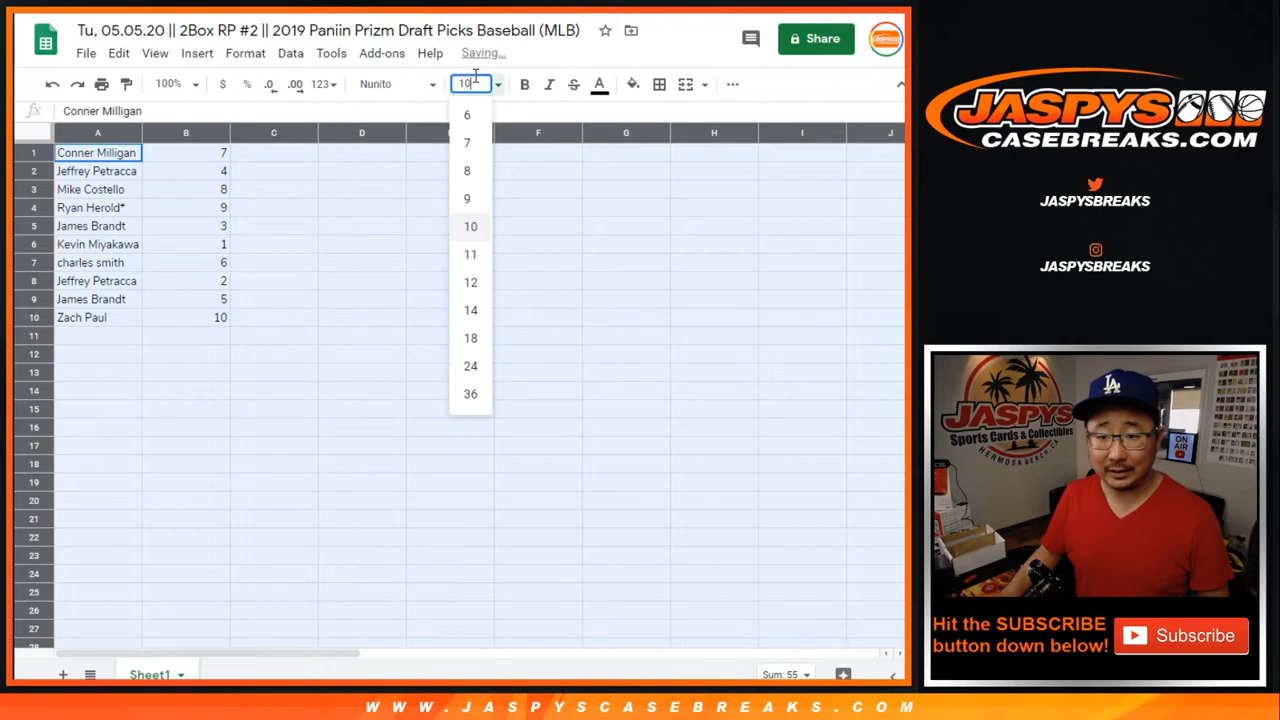 Tu, 05.05.20 || 2Box RP #2 || 2019 Paniin Prizm Draft Picks Baseball (MLB)
File Edit View Insert Format Data Tools Add-ons Help Saving...
Share
100% $ % .0 .00 123 Nunito 10 B I S A
fx Conner Milligan
A B C D F G H I J
1 Conner Milligan 7
2 Jeffrey Petracca 4
3 Mike Costello 8
4 Ryan Herold* 9
5 James Brandt 3
6 Kevin Miyakawa 1
7 charles smith 6
8 Jeffrey Petracca 2
9 James Brandt 5
10 Zach Paul 10
11
12
13
14
15
16
17
18
19
20
21
22
23
24
25
26
27
28
6
7
8
9
10
11
12
14
18
24
36
Sheet1
Sum: 55
JASPYS
CASEBREAKS.COM
JASPYSBREAKS
JASPYSBREAKS
JASPYS
Sports Cards & Collectibles
HERMOSA BEACH, CA
LA
ON
AIR
Hit the SUBSCRIBE
button down below!
Subscribe
WWW.JASPYSCASEBREAKS.COM